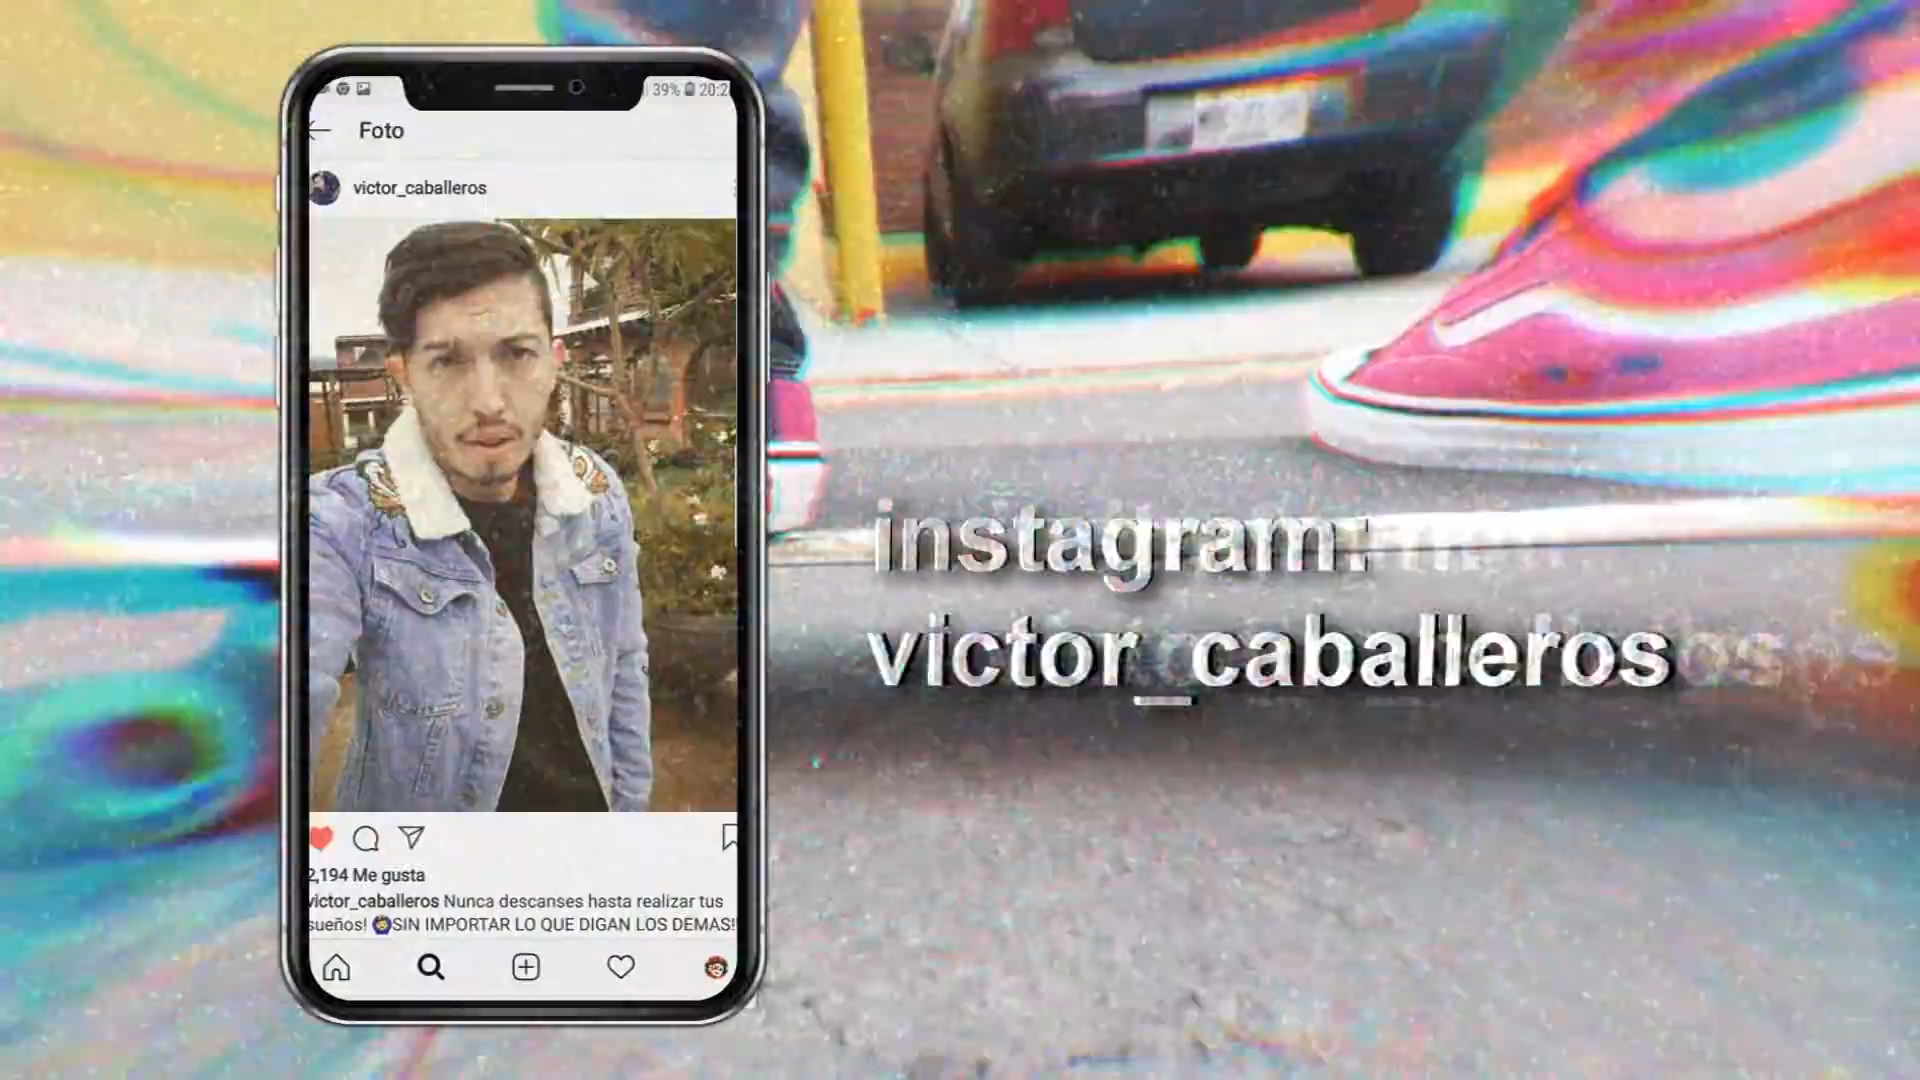 39% 20:2
Foto
victor_caballeros
instagram:
victor_caballeros
2,194 Me gusta
victor_caballeros Nunca descanses hasta realizar tus
sueños! 🙆SIN IMPORTAR LO QUE DIGAN LOS DEMAS!